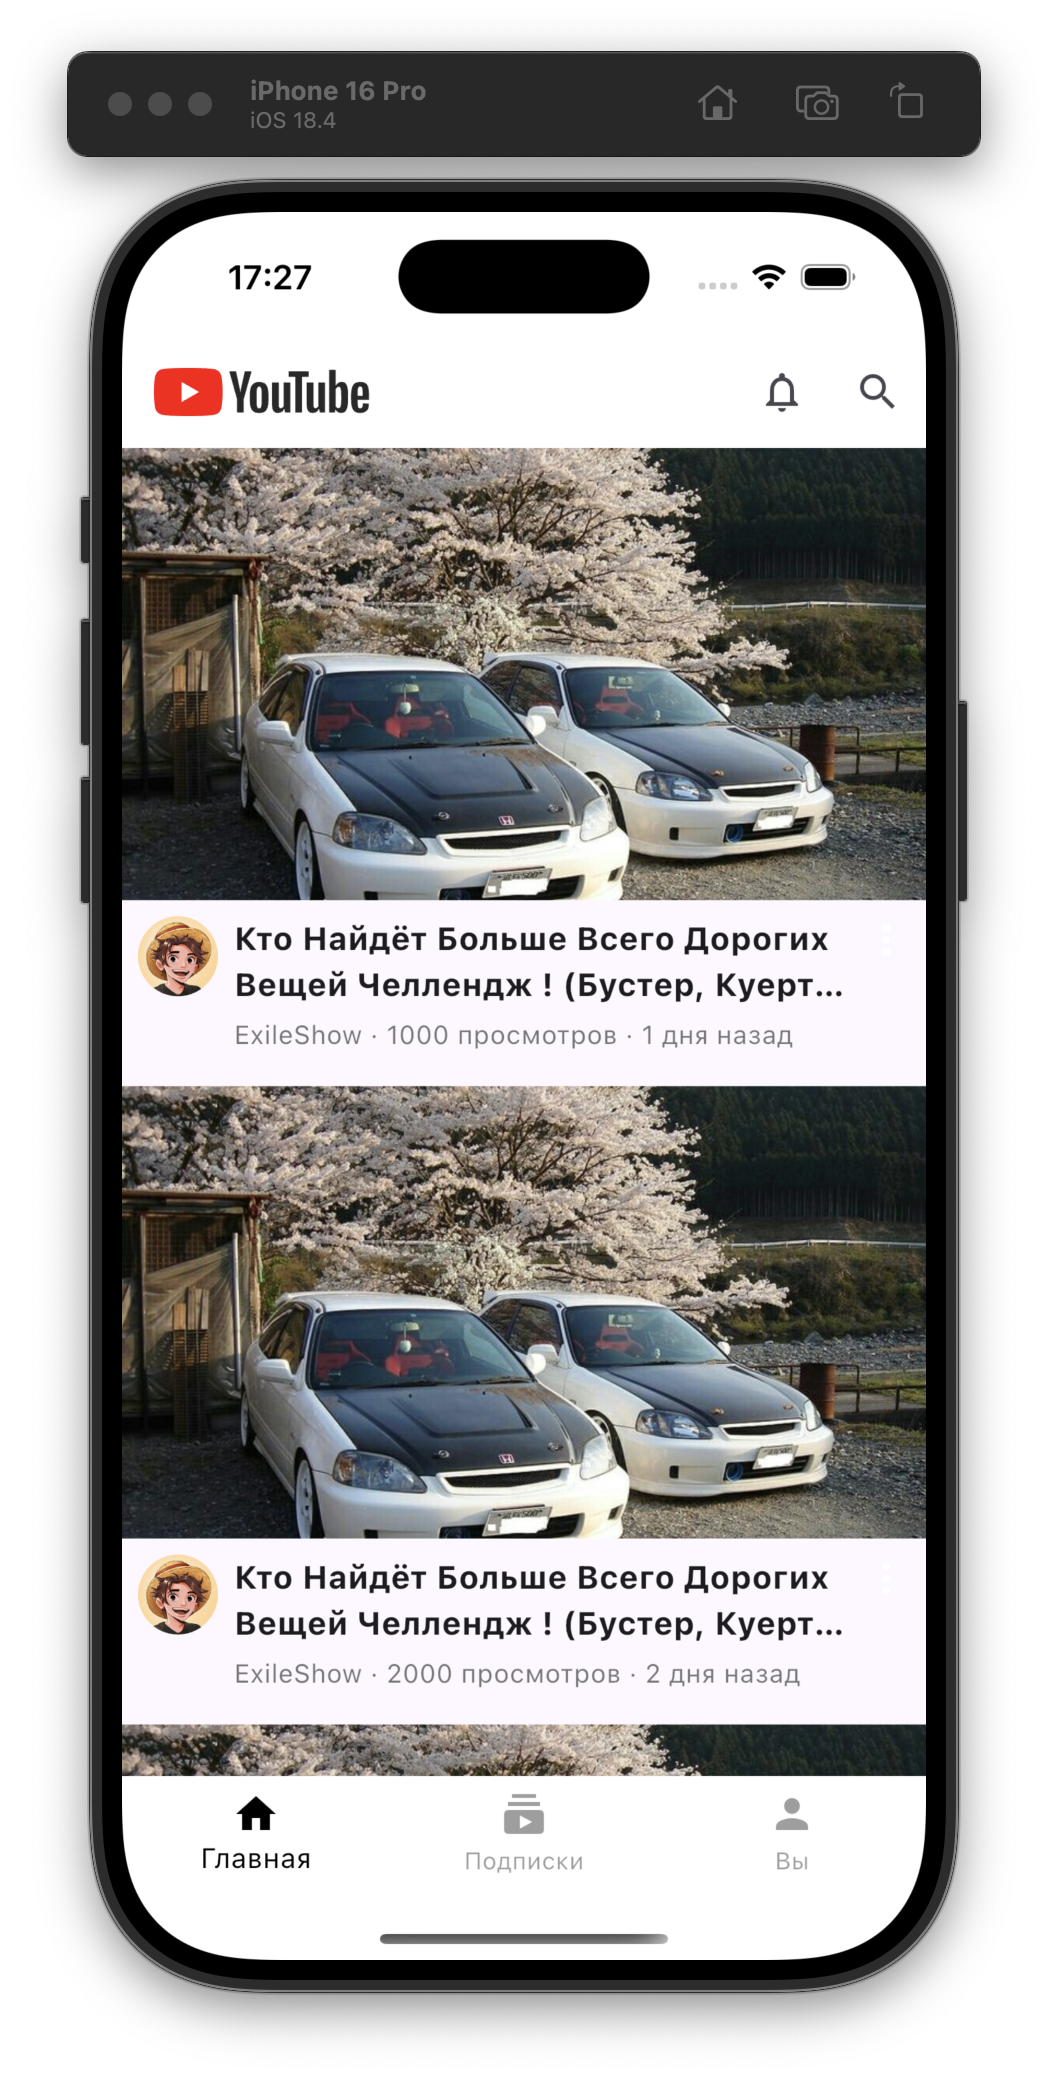 iPhone 16 Pro
iOS 18.4
17:27
YouTube
Кто Найдёт Больше Всего Дорогих
Вещей Челлендж ! (Бустер, Куерт...
ExileShow · 1000 просмотров · 1 дня назад
Кто Найдёт Больше Всего Дорогих
Вещей Челлендж ! (Бустер, Куерт...
ExileShow · 2000 просмотров · 2 дня назад
Главная
Подписки
Вы